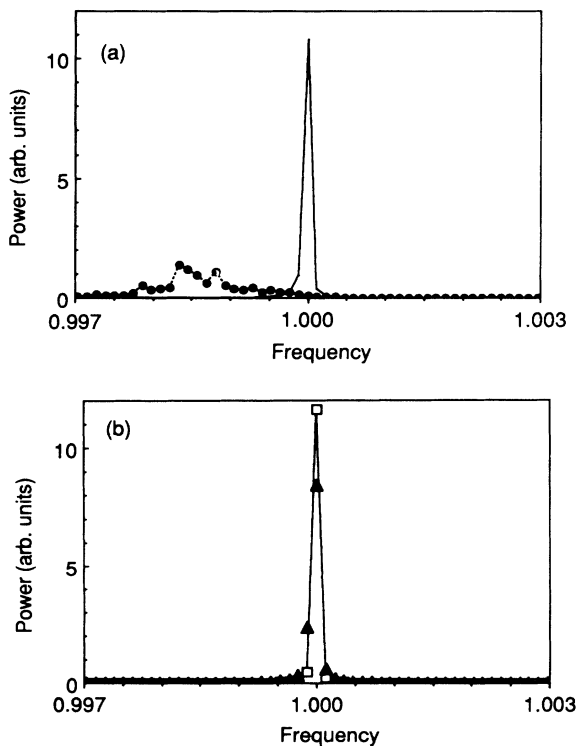 (a)
10
5
0
Power (arb. units)
0.997
1.000
1.003
Frequency
(b)
10
5
0
Power (arb. units)
0.997
1.000
1.003
Frequency